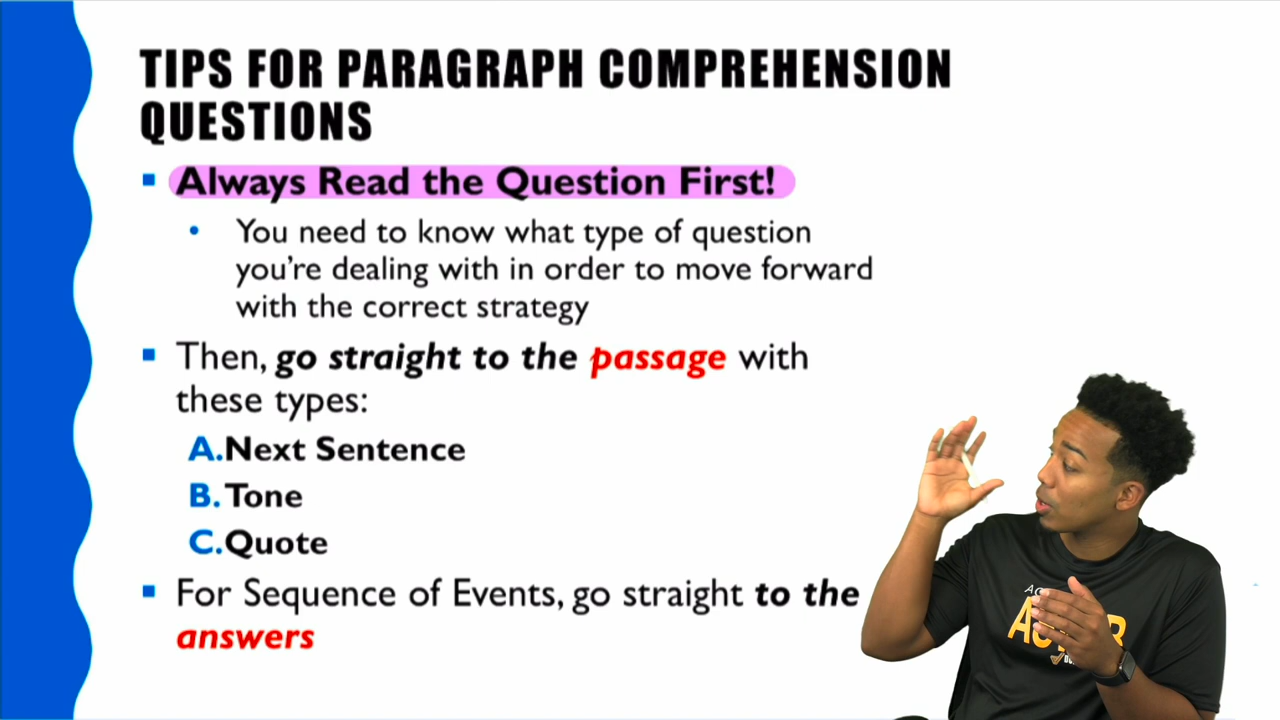 TIPS FOR PARAGRAPH COMPREHENSION
QUESTIONS
Always Read the Question First!
You need to know what type of question
you're dealing with in order to move forward
with the correct strategy
Then, go straight to the passage with
these types:
A. Next Sentence
B. Tone
C. Quote
For Sequence of Events, go straight to the
answers